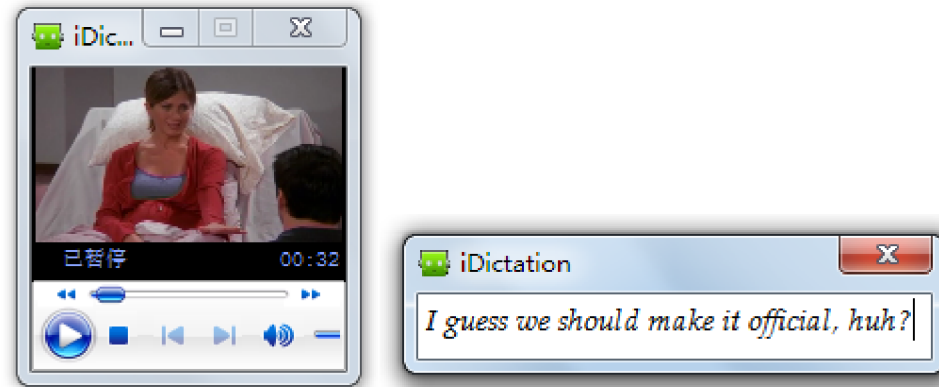 iDic...
已暂停 00:32
iDictation
I guess we should make it official, huh?